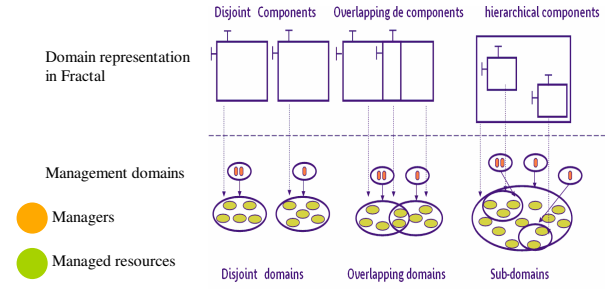 Disjoint Components
Overlapping de components
hierarchical components
Domain representation
in Fractal
Management domains
Managers
Managed resources
Disjoint domains
Overlapping domains
Sub-domains